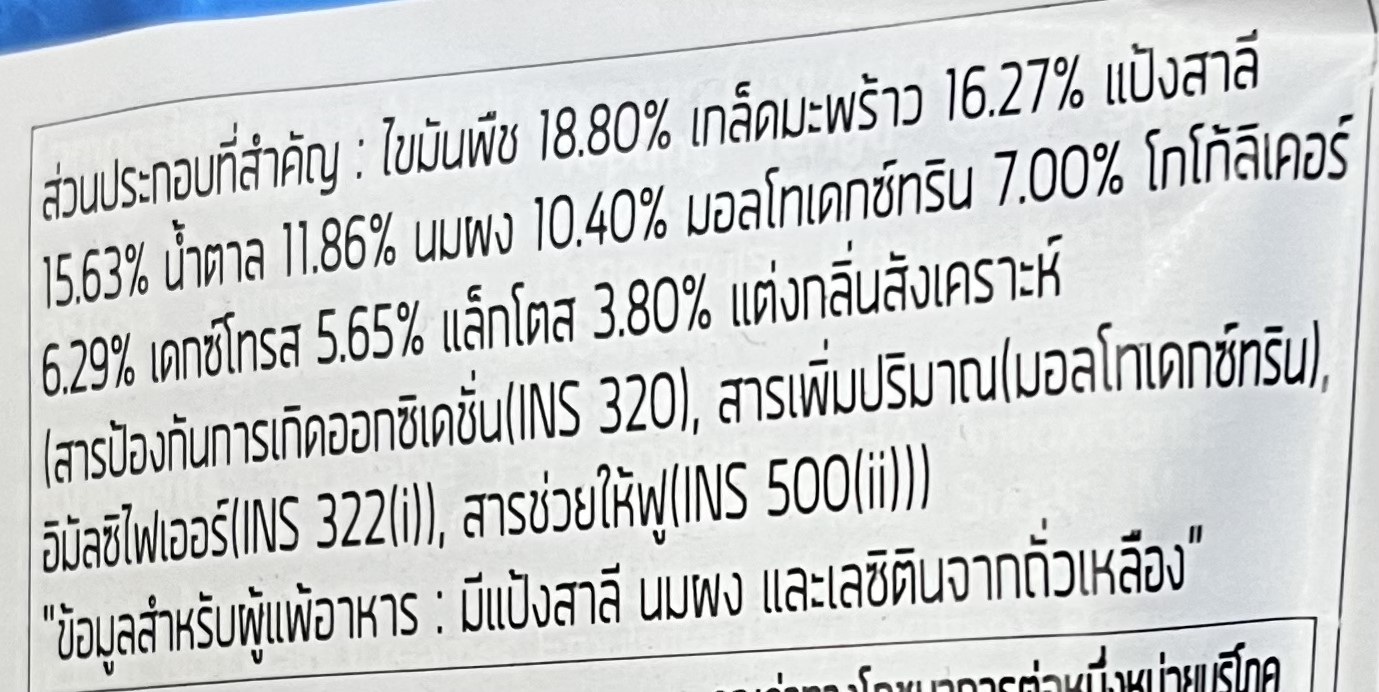 ส่วนประกอบที่สำคัญ : ไขมันพืช 18.80% เกล็ดมะพร้าว 16.27% แป้งสาลี
15.63% น้ำตาล 11.86% นมผง 10.40% มอลโทเดกซ์ทริน 7.00% โกโก้ลิเคอร์
6.29% เดกซ์โทรส 5.65% แล็กโตส 3.80% แต่งกลิ่นสังเคราะห์
(สารป้องกันการเกิดออกซิเดชั่น(INS 320), สารเพิ่มปริมาณ(มอลโทเดกซ์ทริน),
อิมัลซิไฟเออร์(INS 322(i)), สารช่วยให้ฟู(INS 500(ii)))
"ข้อมูลสำหรับผู้แพ้อาหาร : มีแป้งสาลี นมผง และเลซิตินจากถั่วเหลือง"
ต่อหนึ่งหน่วยบริโภค